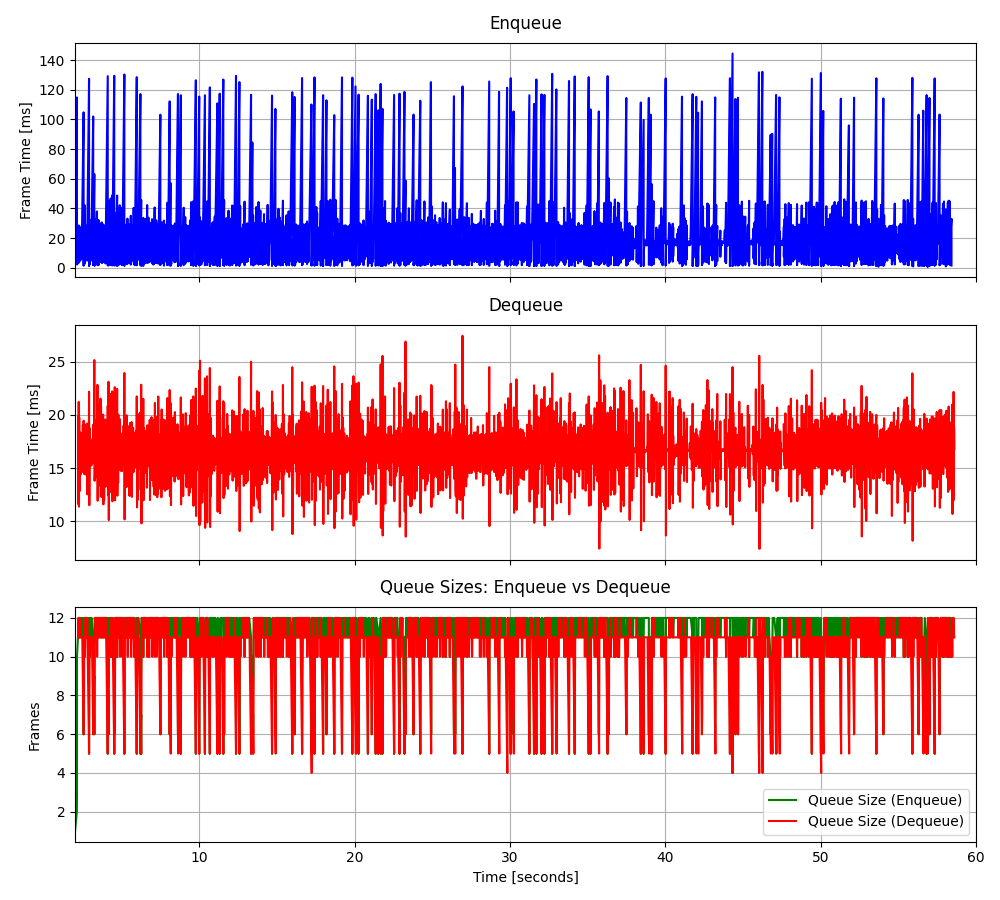 Enqueue
Frame Time [ms]
140
120
100
80
60
40
20
0
Dequeue
Frame Time [ms]
25
20
15
10
Queue Sizes: Enqueue vs Dequeue
Frames
12
10
8
6
4
2
Queue Size (Enqueue)
Queue Size (Dequeue)
10 20 30 40 50 60
Time [seconds]